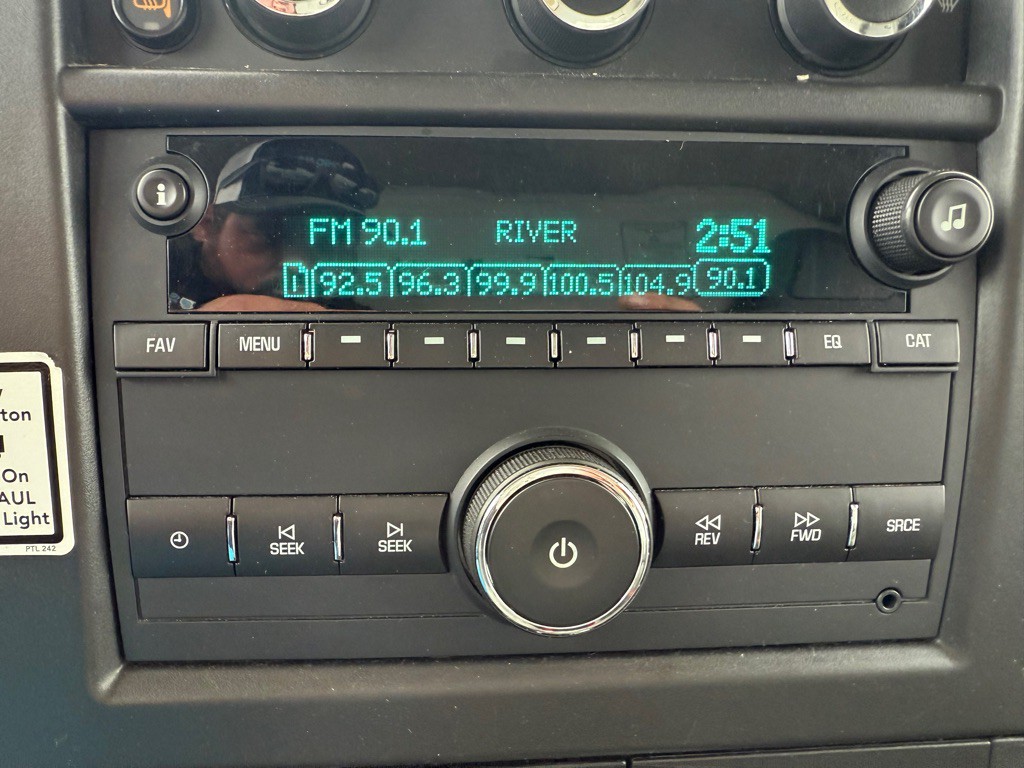 i
FM 90.1 RIVER 2:51
1 92.5 96.3 99.9 100.5 104.9 90.1
FAV MENU EQ CAT
ton
On
AUL
Light
PTL 242
SEEK SEEK REV FWD SRCE